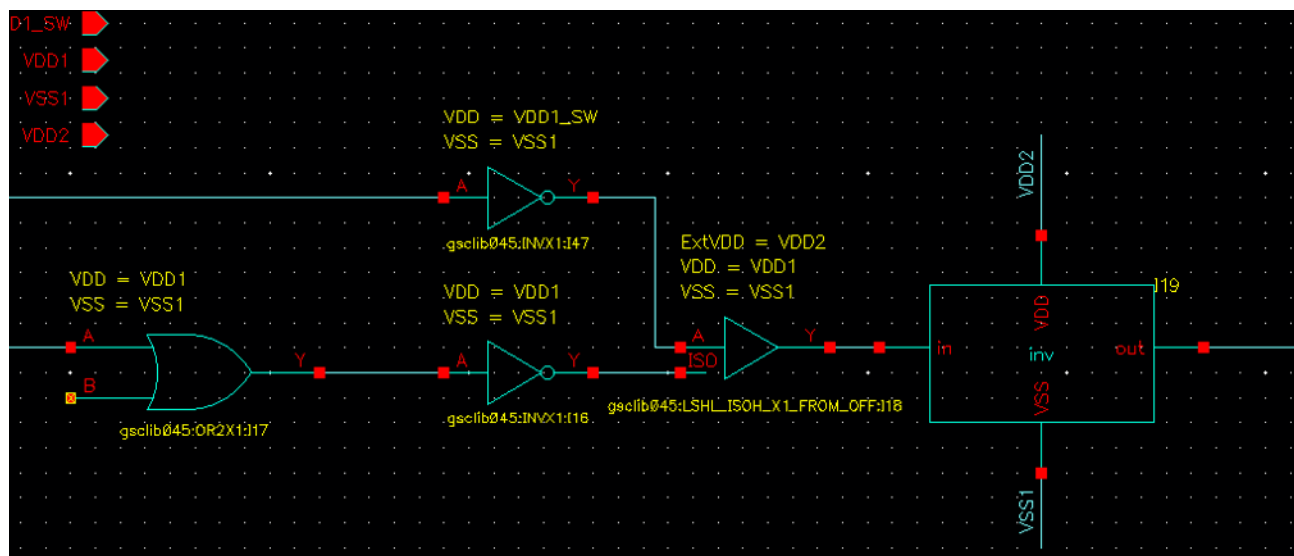 D1_SW
VDD1
VSS1
VDD2
VDD = VDD1_SW
VSS = VSS1
A
Y
gsclib045:INVX1:I47
VDD2
ExtVDD = VDD2
VDD = VDD1
VSS = VSS1
VDD = VDD1
VSS = VSS1
VDD = VDD1
VSS = VSS1
I19
A
Y
A
Y
A
ISO
Y
in
VDD
inv
VSS
out
B
gsclib045:OR2X1:I17
gsclib045:INVX1:I16
gsclib045:LSHL_ISOH_X1_FROM_OFF:I18
VSS1